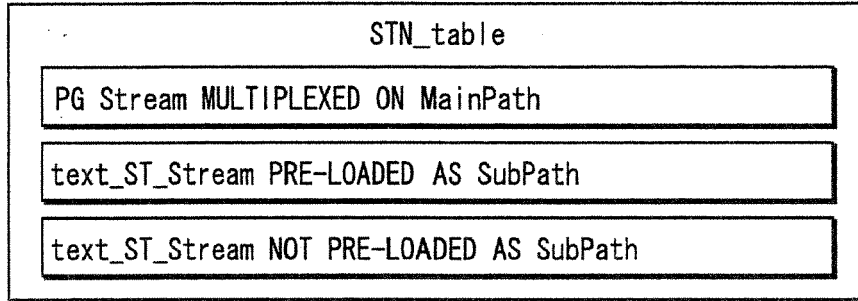 STN_table
PG Stream MULTIPLEXED ON MainPath
text_ST_Stream PRE-LOADED AS SubPath
text_ST_Stream NOT PRE-LOADED AS SubPath